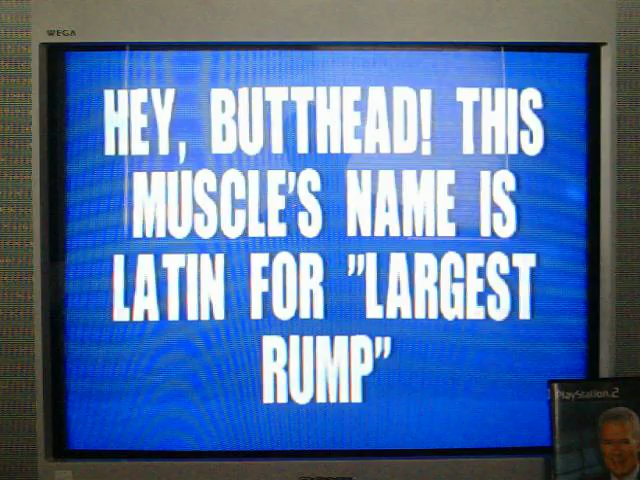 WEGA
HEY, BUTTHEAD! THIS
MUSCLE'S NAME IS
LATIN FOR "LARGEST
RUMP"
PlayStation.2